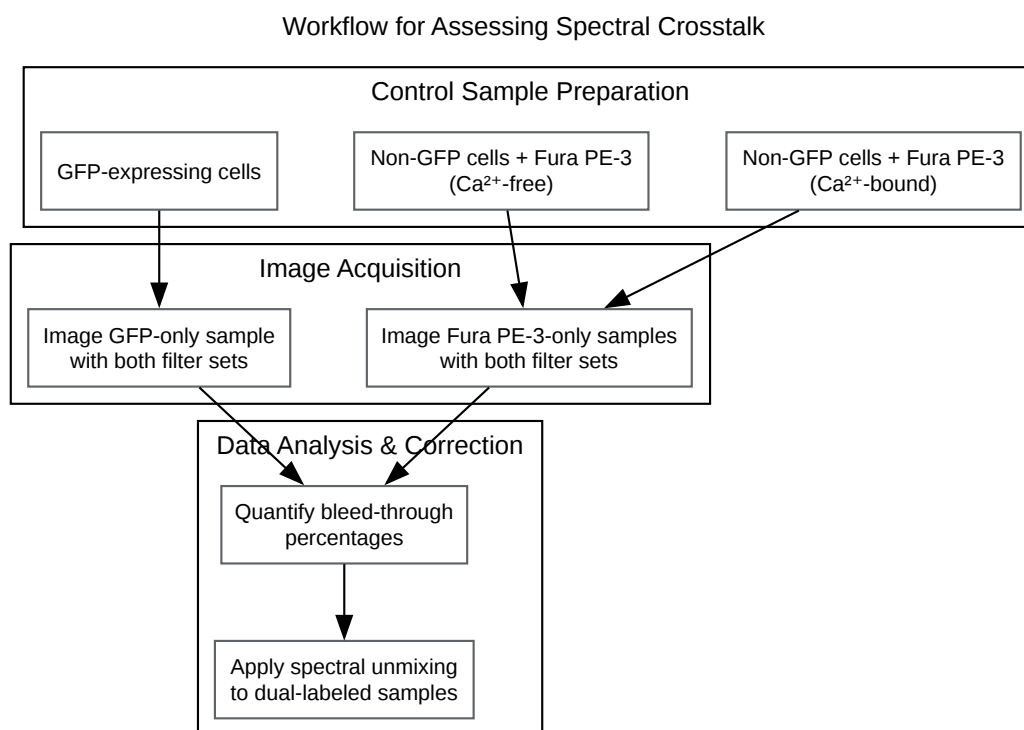 Workflow for Assessing Spectral Crosstalk
Control Sample Preparation
GFP-expressing cells
Non-GFP cells + Fura PE-3
(Ca²⁺-free)
Non-GFP cells + Fura PE-3
(Ca²⁺-bound)
Image Acquisition
Image GFP-only sample
with both filter sets
Image Fura PE-3-only samples
with both filter sets
Data Analysis & Correction
Quantify bleed-through
percentages
Apply spectral unmixing
to dual-labeled samples